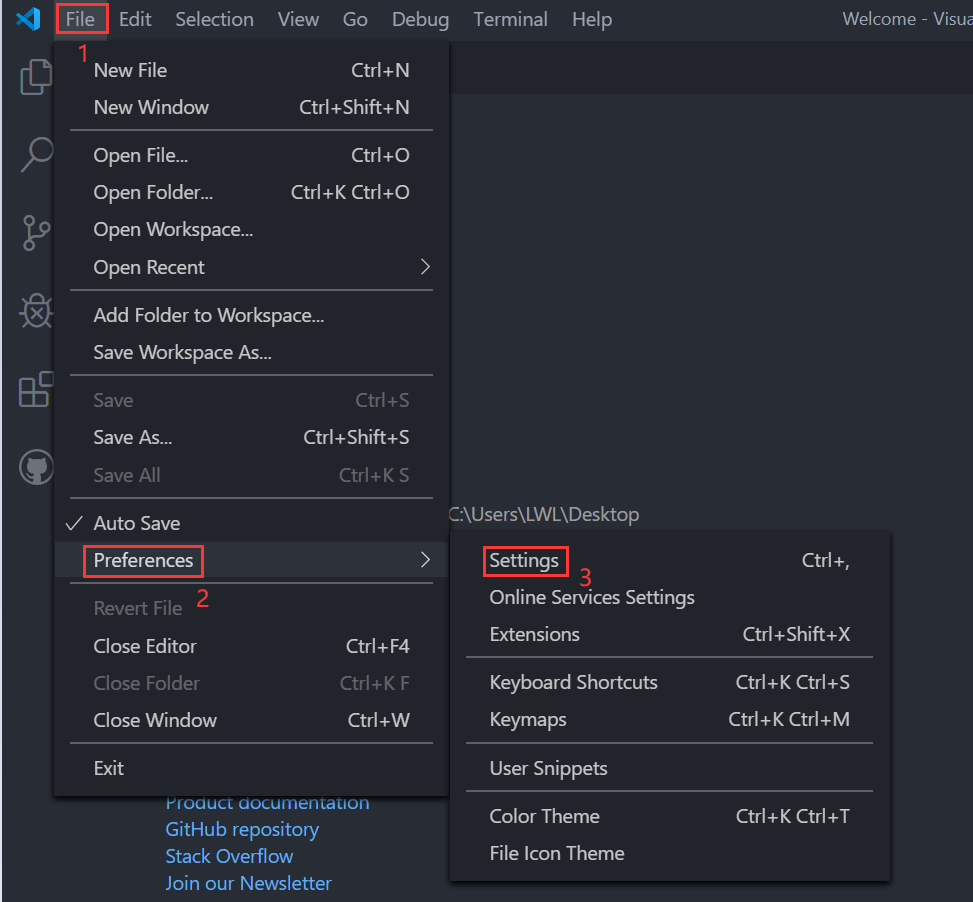 File Edit Selection View Go Debug Terminal Help Welcome - Visua
1
New File Ctrl+N
New Window Ctrl+Shift+N
Open File... Ctrl+O
Open Folder... Ctrl+K Ctrl+O
Open Workspace...
Open Recent
Add Folder to Workspace...
Save Workspace As...
Save Ctrl+S
Save As... Ctrl+Shift+S
Save All Ctrl+K S
C:\Users\LWL\Desktop
Auto Save
Preferences
2
Revert File
Close Editor Ctrl+F4
Close Folder Ctrl+K F
Close Window Ctrl+W
Exit
Settings Ctrl+,
3
Online Services Settings
Extensions Ctrl+Shift+X
Keyboard Shortcuts Ctrl+K Ctrl+S
Keymaps Ctrl+K Ctrl+M
User Snippets
Color Theme Ctrl+K Ctrl+T
File Icon Theme
Product documentation
GitHub repository
Stack Overflow
Join our Newsletter